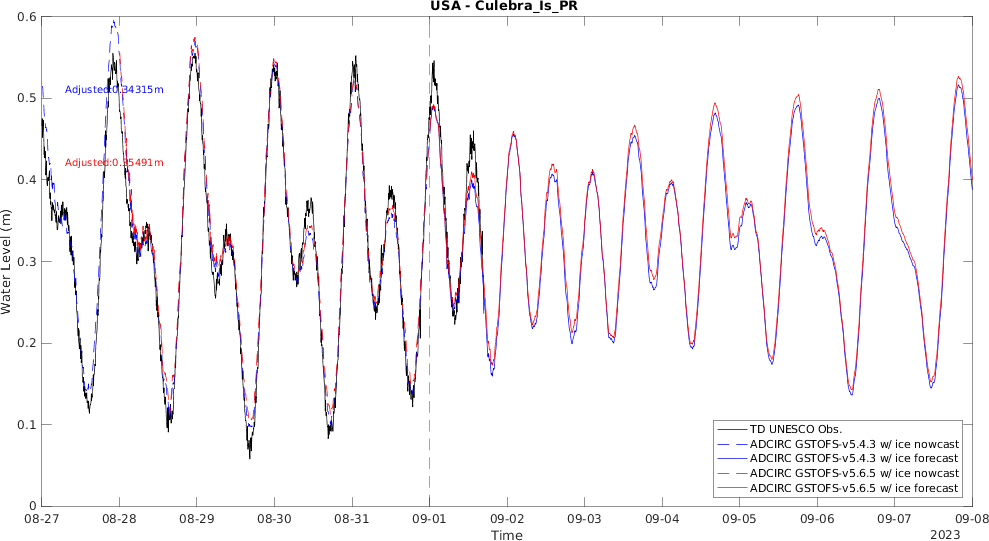 USA - Culebra_Is_PR
0.6
0.5
0.4
0.3
0.2
0.1
0
Water Level (m)
Adjusted:0.34315m
Adjusted:0.35491m
TD UNESCO Obs.
ADCIRC GSTOFS-v5.4.3 w/ ice nowcast
ADCIRC GSTOFS-v5.4.3 w/ ice forecast
ADCIRC GSTOFS-v5.6.5 w/ ice nowcast
ADCIRC GSTOFS-v5.6.5 w/ ice forecast
08-27 08-28 08-29 08-30 08-31 09-01 09-02 09-03 09-04 09-05 09-06 09-07 09-08
Time
2023